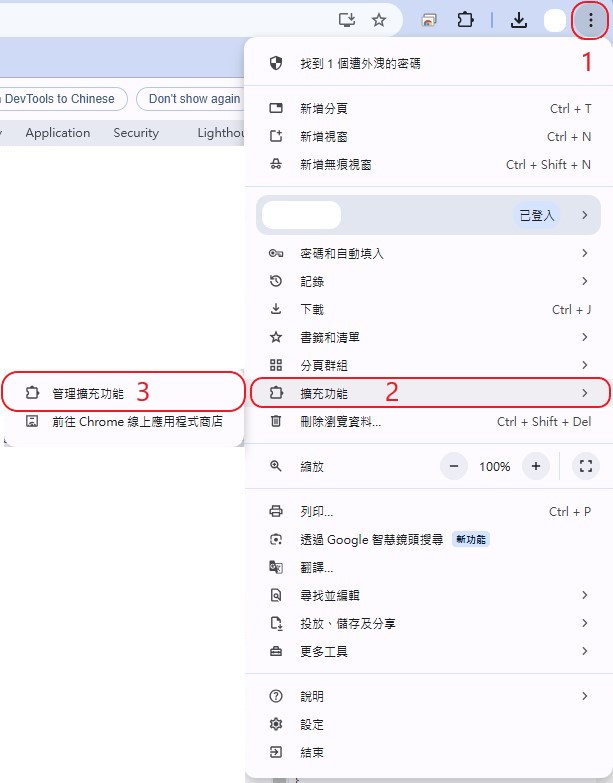 1
找到 1 個遭外洩的密碼
DevTools to Chinese
Don't show again
Application
Security
Lighthou
新增分頁 Ctrl + T
新增視窗 Ctrl + N
新增無痕視窗 Ctrl + Shift + N
已登入
密碼和自動填入
記錄
下載 Ctrl + J
書籤和清單
分頁群組
擴充功能 2
管理擴充功能 3
前往 Chrome 線上應用程式商店
刪除瀏覽資料... Ctrl + Shift + Del
縮放 100%
列印... Ctrl + P
透過 Google 智慧鏡頭搜尋 新功能
翻譯...
尋找並編輯
投放、儲存及分享
更多工具
說明
設定
結束